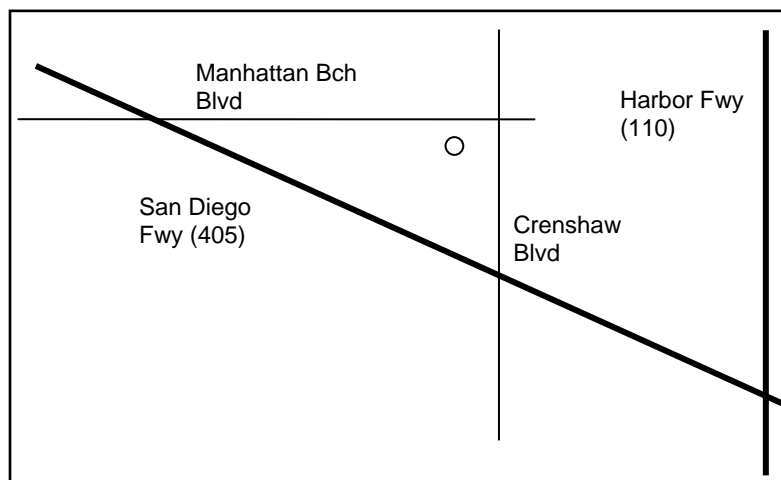 Manhattan Bch
Blvd
Harbor Fwy
(110)
San Diego
Fwy (405)
Crenshaw
Blvd